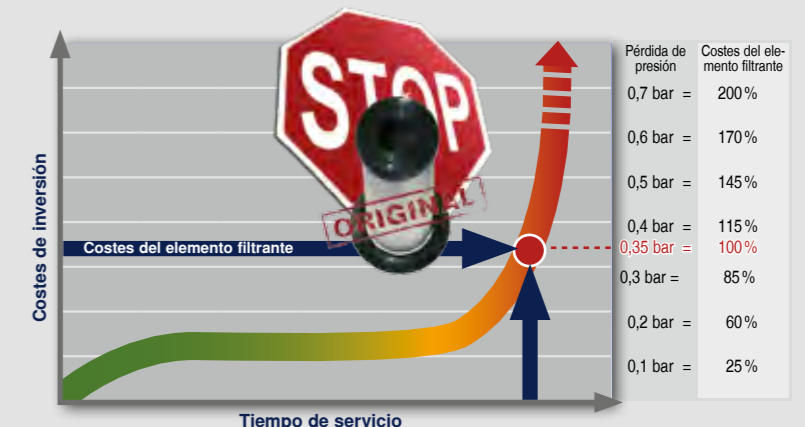 STOP
ORIGINAL
Costes de inversión
Costes del elemento filtrante
Tiempo de servicio
Pérdida de
presión
Costes del ele-
mento filtrante
0,7 bar = 200 %
0,6 bar = 170 %
0,5 bar = 145 %
0,4 bar = 115 %
0,35 bar = 100 %
0,3 bar = 85 %
0,2 bar = 60 %
0,1 bar = 25 %